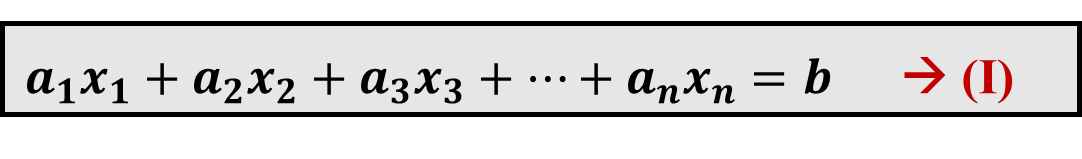 a₁x₁ + a₂x₂ + a₃x₃ + ⋯ + aₙxₙ = b → (I)